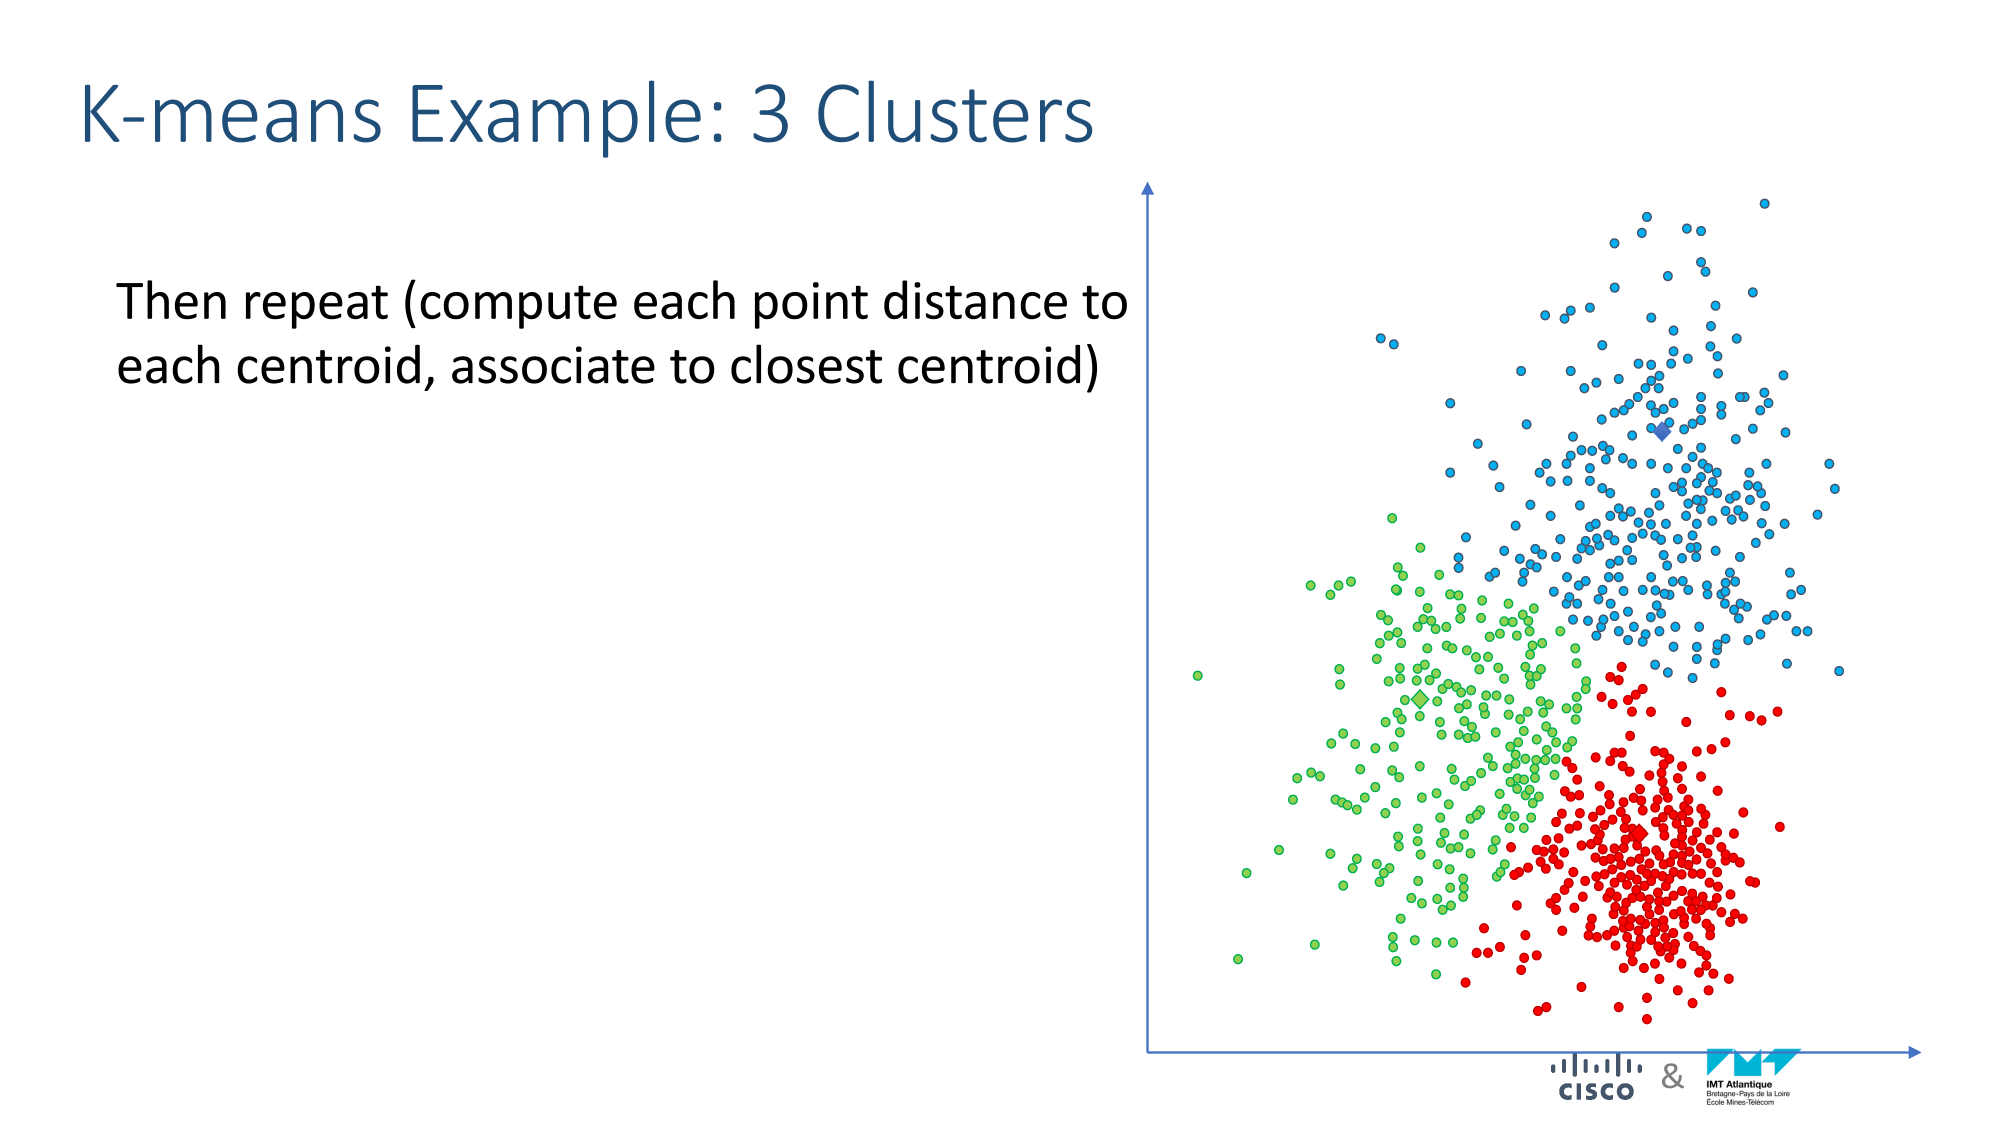 K-means Example: 3 Clusters
Then repeat (compute each point distance to
each centroid, associate to closest centroid)
CISCO
&
IMT Atlantique
Bretagne-Pays de la Loire
École Mines-Télécom